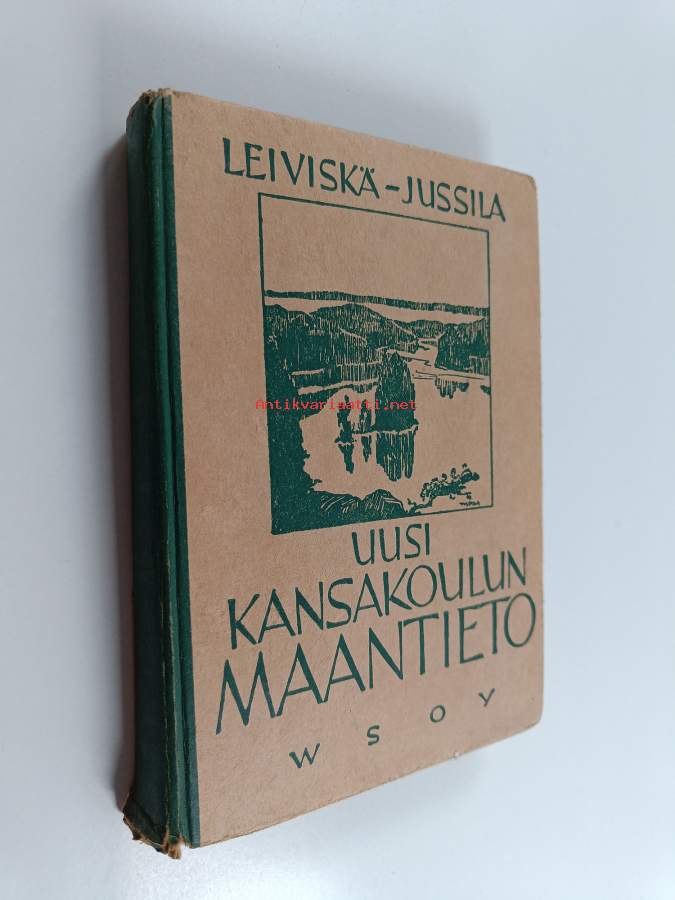 LEIVISKÄ-JUSSILA
Antikvariaatti.net
UUSI
KANSAKOULUN
MAANTIETO
WSOY